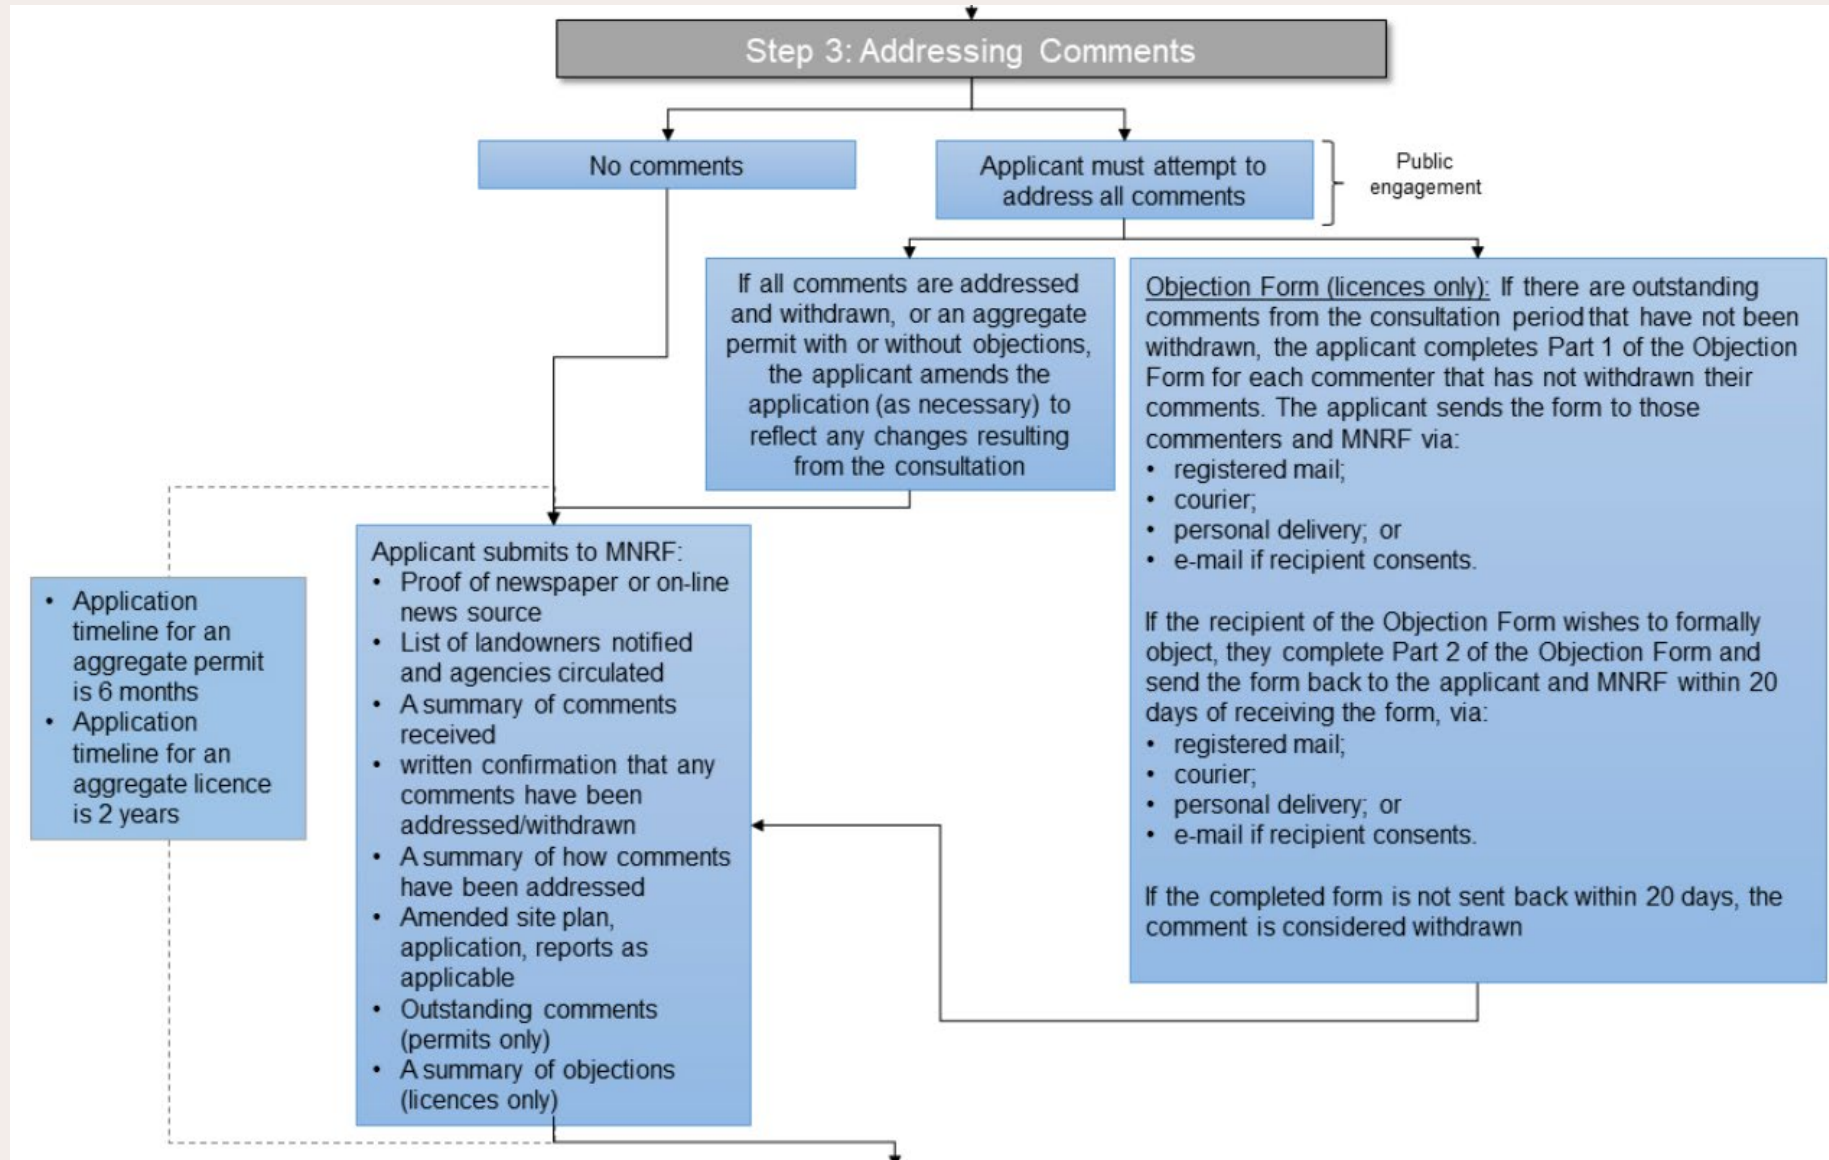 Step 3: Addressing Comments
No comments
Applicant must attempt to
address all comments
Public
engagement
If all comments are addressed
and withdrawn, or an aggregate
permit with or without objections,
the applicant amends the
application (as necessary) to
reflect any changes resulting
from the consultation
Objection Form (licences only): If there are outstanding
comments from the consultation period that have not been
withdrawn, the applicant completes Part 1 of the Objection
Form for each commenter that has not withdrawn their
comments. The applicant sends the form to those
commenters and MNRF via:
• registered mail;
• courier;
• personal delivery; or
• e-mail if recipient consents.
If the recipient of the Objection Form wishes to formally
object, they complete Part 2 of the Objection Form and
send the form back to the applicant and MNRF within 20
days of receiving the form, via:
• registered mail;
• courier;
• personal delivery; or
• e-mail if recipient consents.
If the completed form is not sent back within 20 days, the
comment is considered withdrawn
• Application
timeline for an
aggregate permit
is 6 months
• Application
timeline for an
aggregate licence
is 2 years
Applicant submits to MNRF:
• Proof of newspaper or on-line
news source
• List of landowners notified
and agencies circulated
• A summary of comments
received
• written confirmation that any
comments have been
addressed/withdrawn
• A summary of how comments
have been addressed
• Amended site plan,
application, reports as
applicable
• Outstanding comments
(permits only)
• A summary of objections
(licences only)